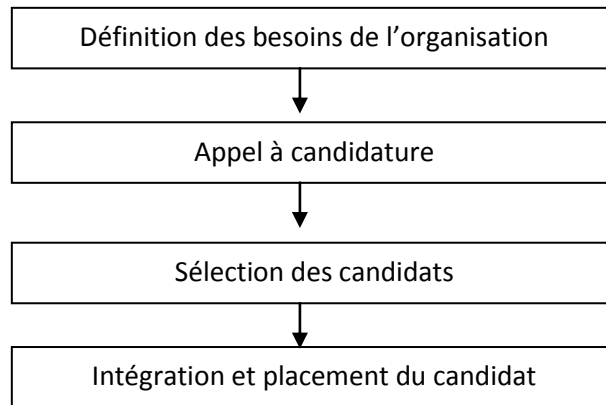 Définition des besoins de l’organisation
Appel à candidature
Sélection des candidats
Intégration et placement du candidat